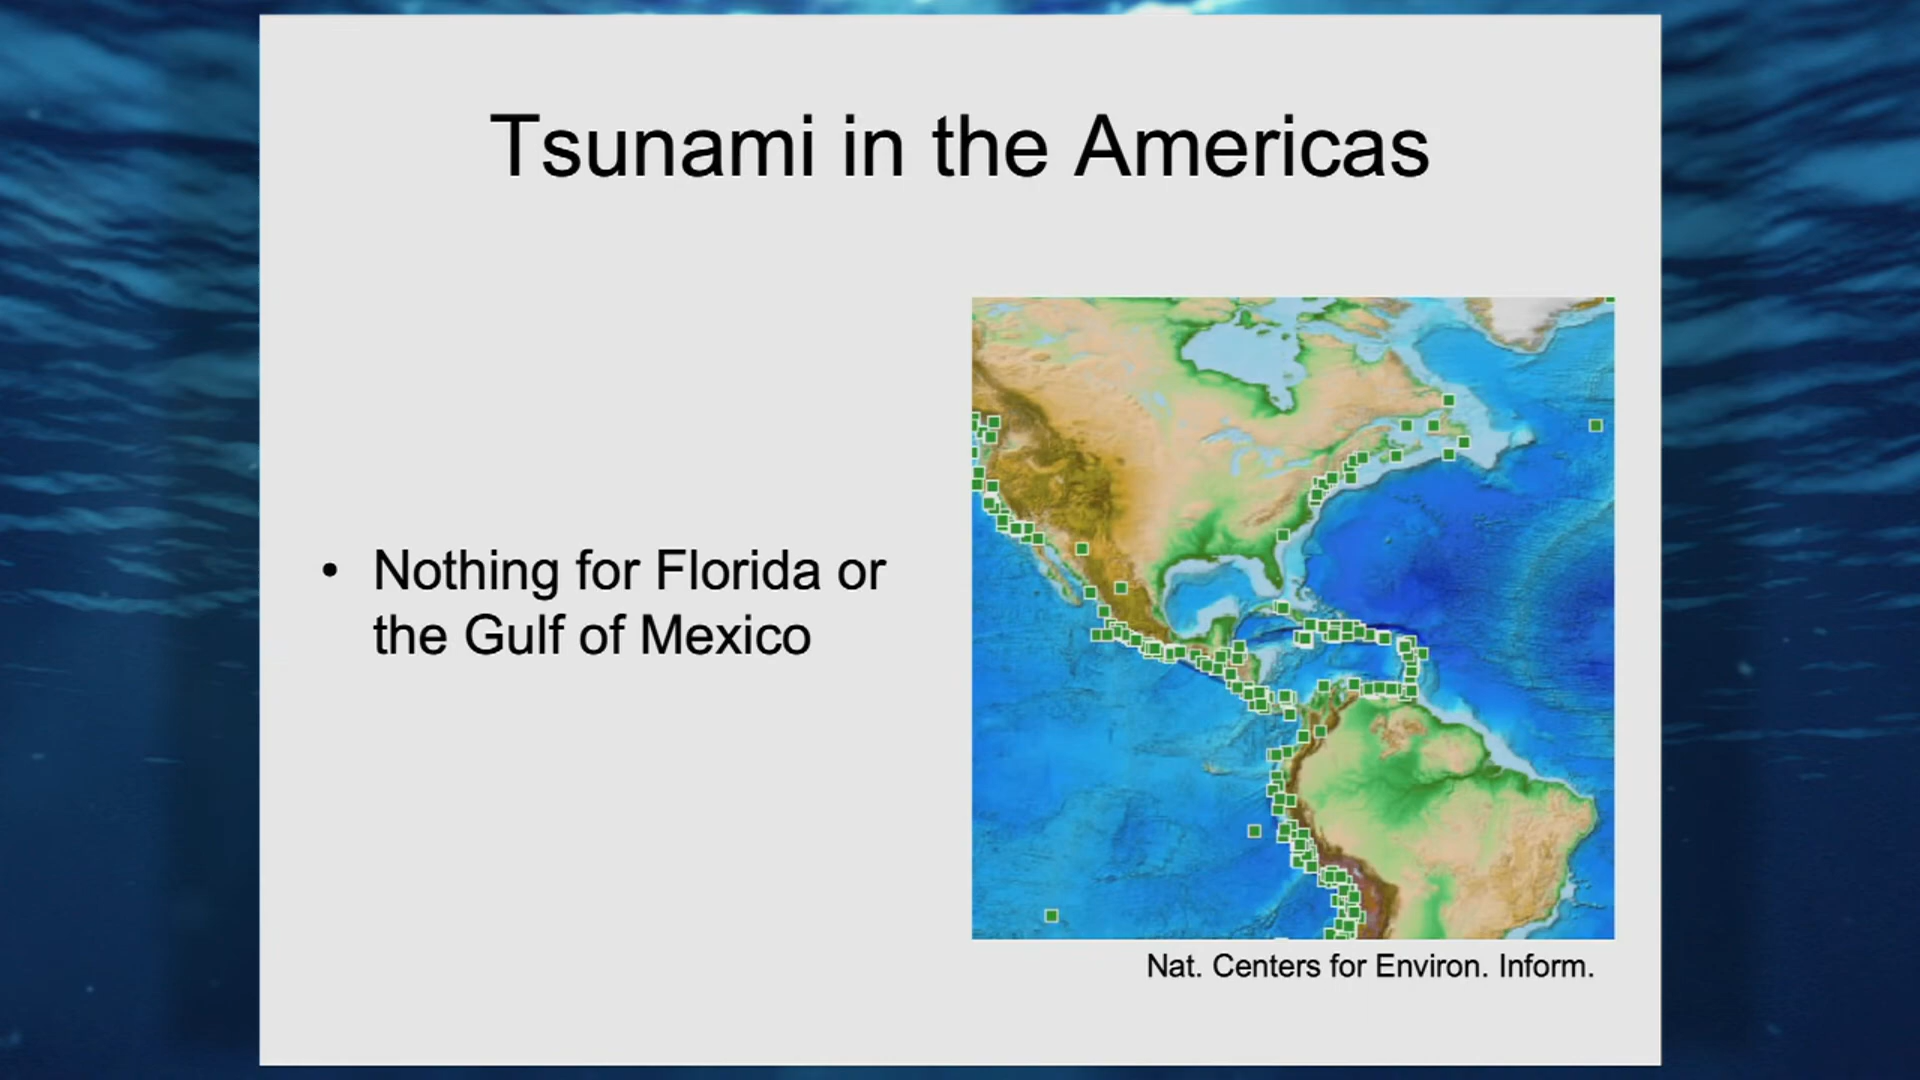 Tsunami in the Americas
• Nothing for Florida or
the Gulf of Mexico
Nat. Centers for Environ. Inform.